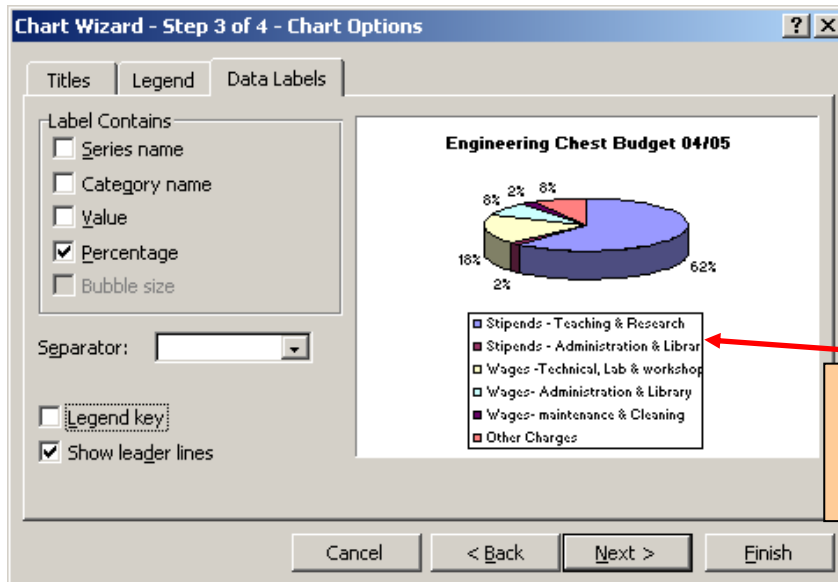 Chart Wizard - Step 3 of 4 - Chart Options
Titles
Legend
Data Labels
Label Contains
Series name
Category name
Value
Percentage
Bubble size
Separator:
Legend key
Show leader lines
Engineering Chest Budget 04/05
8% 2% 8%
18%
2%
62%
Stipends - Teaching & Research
Stipends - Administration & Librar
Wages -Technical, Lab & workshop
Wages- Administration & Library
Wages- maintenance & Cleaning
Other Charges
Cancel
< Back
Next >
Finish